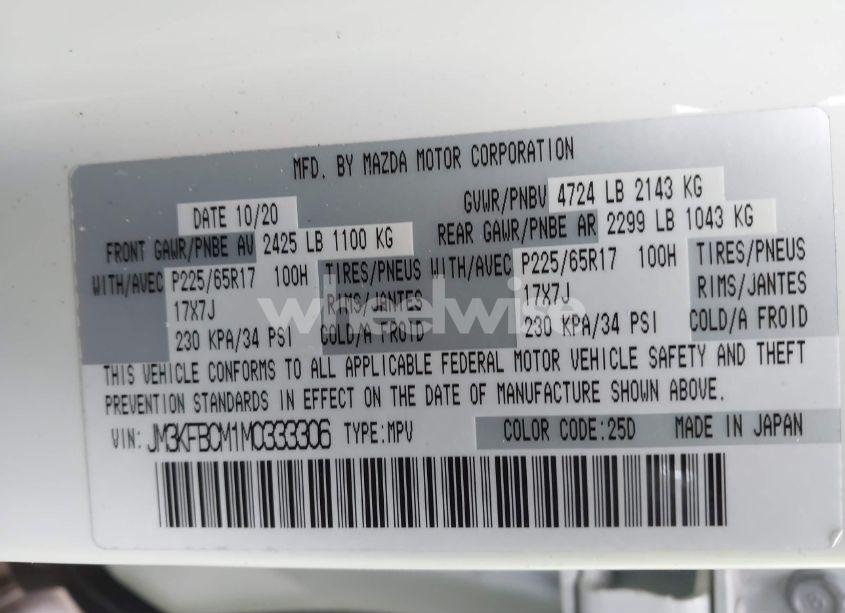 MFD. BY MAZDA MOTOR CORPORATION
DATE 10/20
GVWR/PNBV 4724 LB 2143 KG
FRONT GAWR/PNBE AV 2425 LB 1100 KG
REAR GAWR/PNBE AR 2299 LB 1043 KG
WITH/AVEC P225/65R17 100H TIRES/PNEUS WITH/AVEC P225/65R17 100H TIRES/PNEUS
17X7J RIMS/JANTES 17X7J RIMS/JANTES
230 KPA/34 PSI COLD/A FROID 230 KPA/34 PSI COLD/A FROID
wheelwise
THIS VEHICLE CONFORMS TO ALL APPLICABLE FEDERAL MOTOR VEHICLE SAFETY AND THEFT
PREVENTION STANDARDS IN EFFECT ON THE DATE OF MANUFACTURE SHOWN ABOVE.
VIN: JM3KFBCM1M0333306 TYPE:MPV COLOR CODE:25D MADE IN JAPAN